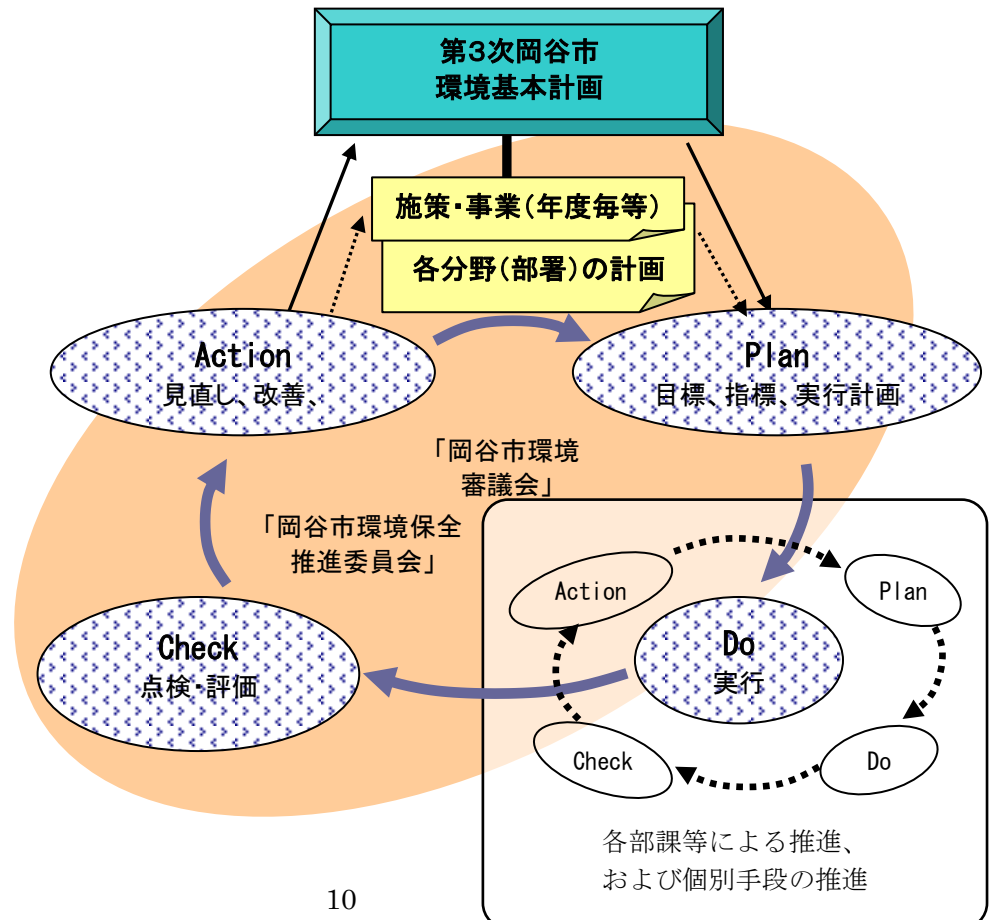 第3次岡谷市
環境基本計画
施策・事業(年度毎等)
各分野(部署)の計画
Action
見直し、改善、
Plan
目標、指標、実行計画
「岡谷市環境
審議会」
「岡谷市環境保全
推進委員会」
Action
Plan
Check
点検・評価
Do
実行
Check
Do
各部課等による推進、
および個別手段の推進
10